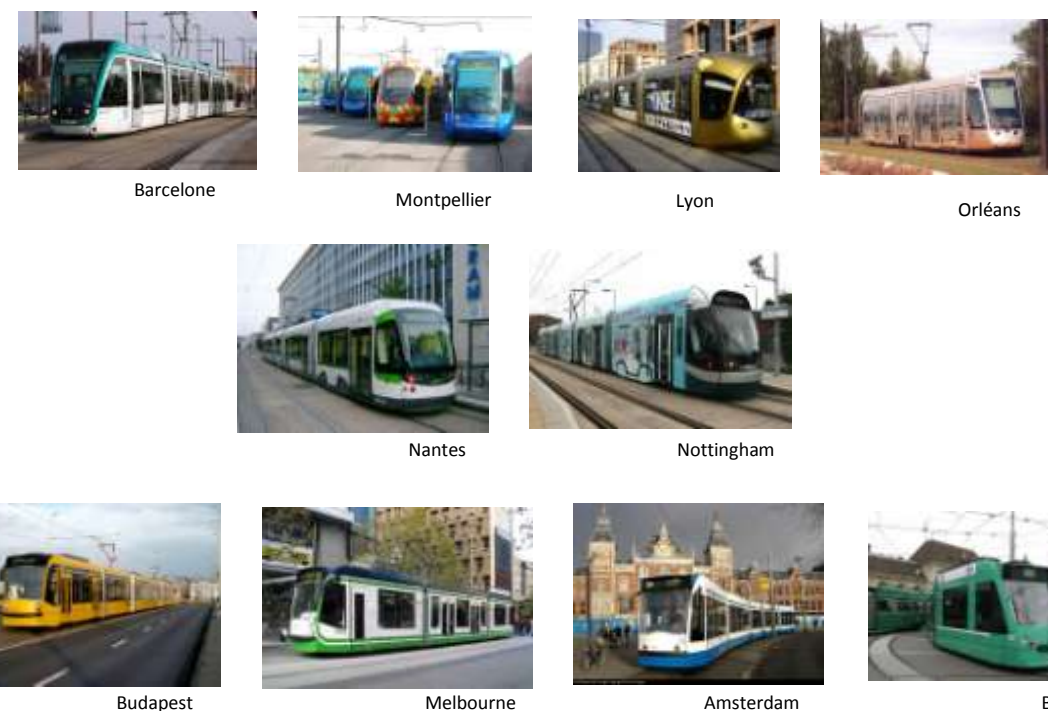 Barcelone
Montpellier
Lyon
Orléans
Nantes
Nottingham
Budapest
Melbourne
Amsterdam